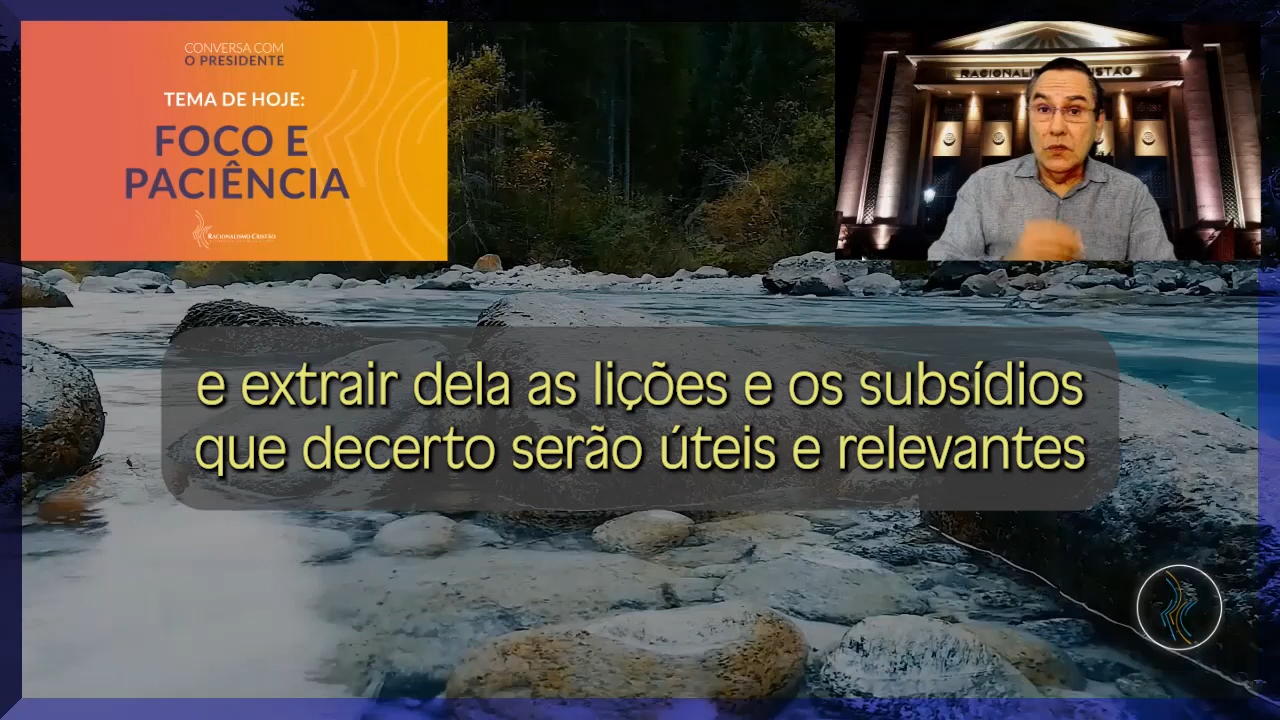 CONVERSA COM
O PRESIDENTE
TEMA DE HOJE:
FOCO E
PACIÊNCIA
RACIONALISMO CRISTÃO
e extrair dela as lições e os subsídios
que decerto serão úteis e relevantes